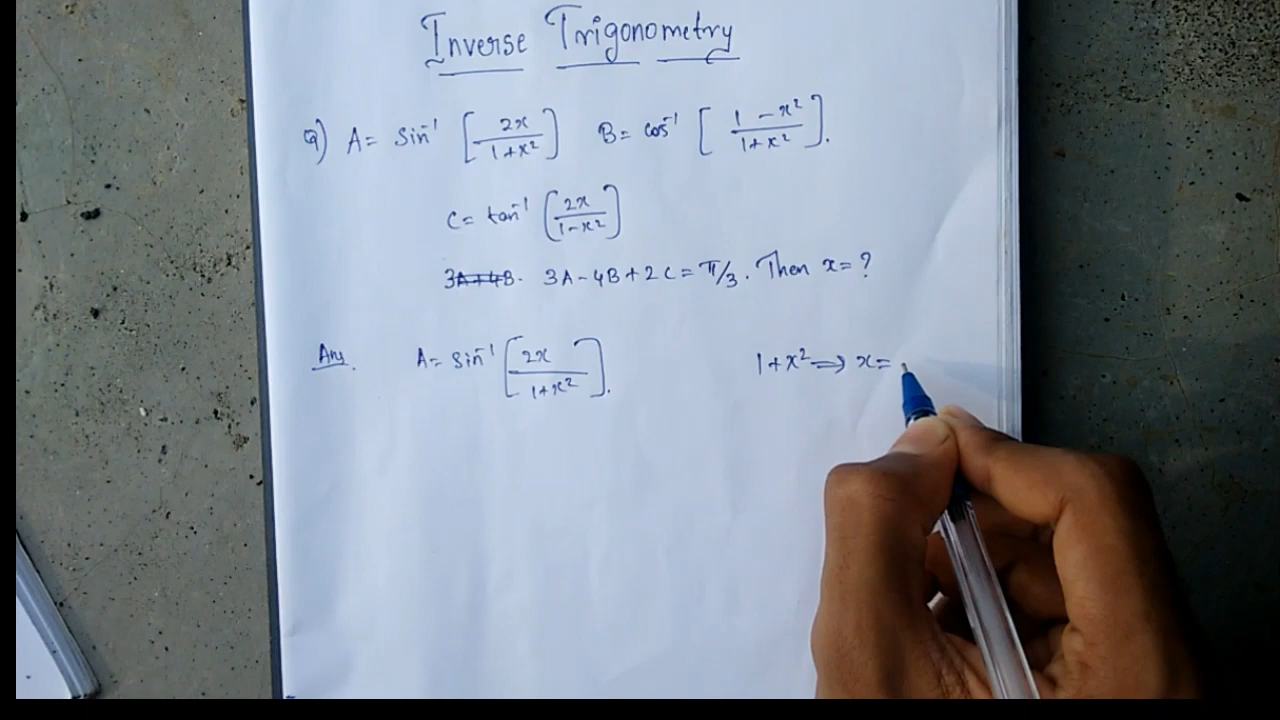 Inverse Trigonometry
Q) A = Sin⁻¹ [2x/1+x²] B = cos⁻¹ [1-x²/1+x²].
C = tan⁻¹ [2x/1-x²]
3A+4B. 3A-4B+2C = π/3. Then x = ?
Ans. A = Sin⁻¹ [2x/1+x²]. 1+x² ⟹ x =